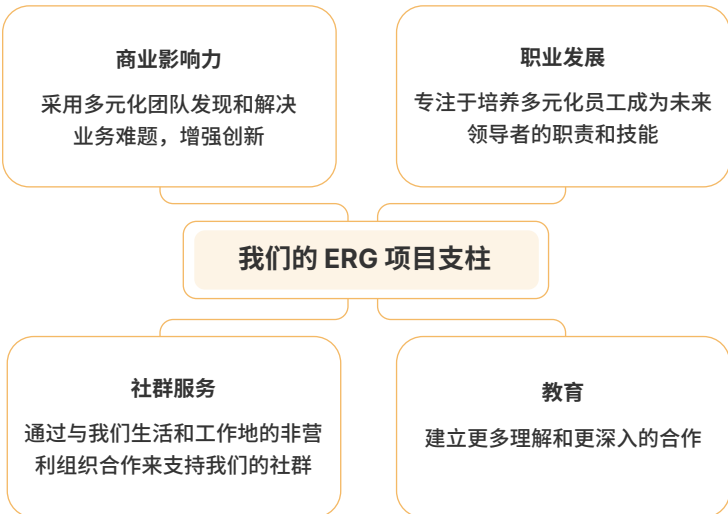 商业影响力
采用多元化团队发现和解决
业务难题，增强创新
职业发展
专注于培养多元化员工成为未来
领导者的职责和技能
我们的 ERG 项目支柱
社群服务
通过与我们生活和工作地的非营
利组织合作来支持我们的社群
教育
建立更多理解和更深入的合作